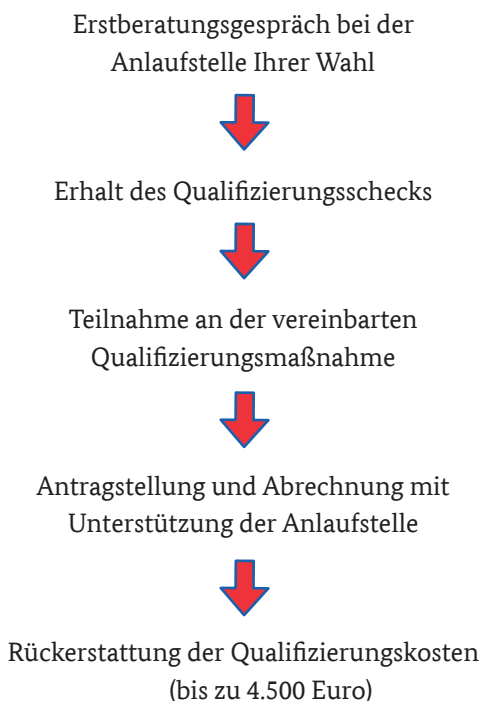 Erstberatungsgespräch bei der
Anlaufstelle Ihrer Wahl
Erhalt des Qualifizierungsschecks
Teilnahme an der vereinbarten
Qualifizierungsmaßnahme
Antragstellung und Abrechnung mit
Unterstützung der Anlaufstelle
Rückerstattung der Qualifizierungskosten
(bis zu 4.500 Euro)